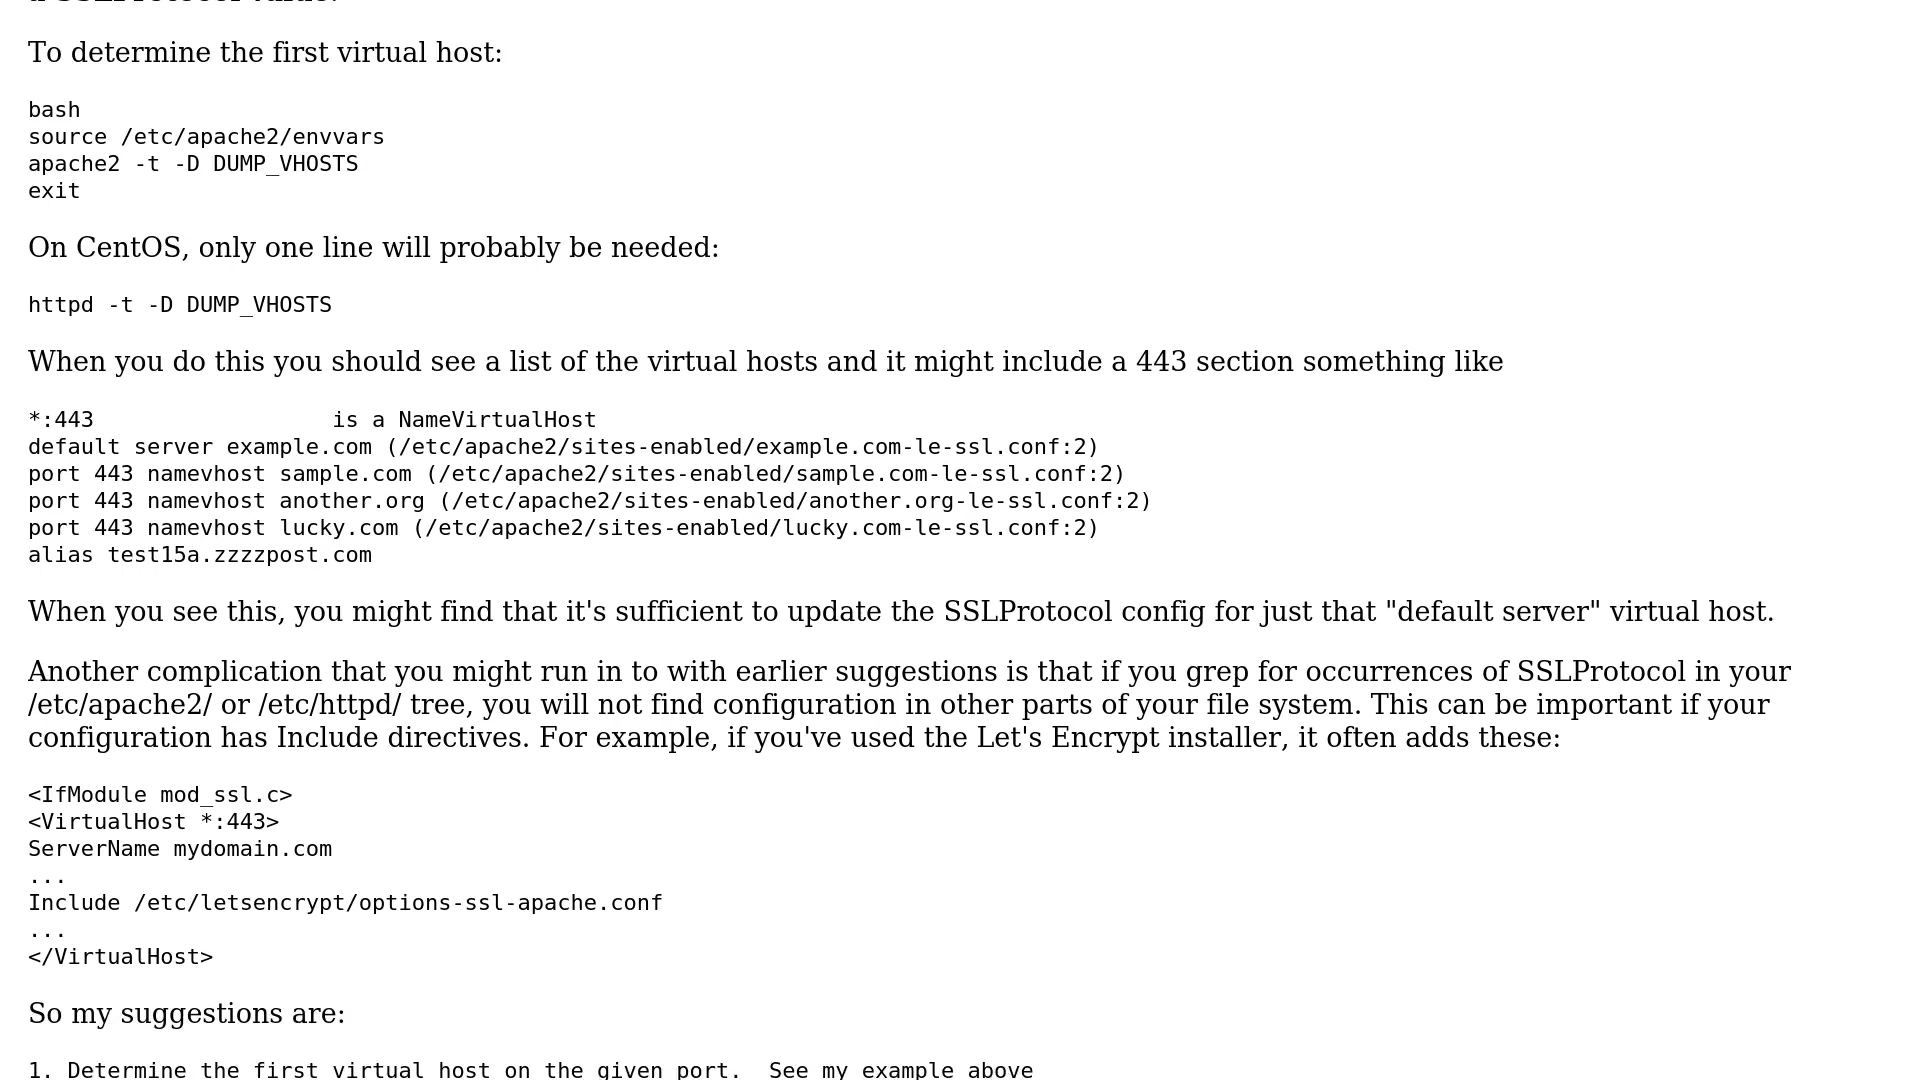 a SSLProtocol value.
To determine the first virtual host:
bash
source /etc/apache2/envvars
apache2 -t -D DUMP_VHOSTS
exit
On CentOS, only one line will probably be needed:
httpd -t -D DUMP_VHOSTS
When you do this you should see a list of the virtual hosts and it might include a 443 section something like
*:443                  is a NameVirtualHost
default server example.com (/etc/apache2/sites-enabled/example.com-le-ssl.conf:2)
port 443 namevhost sample.com (/etc/apache2/sites-enabled/sample.com-le-ssl.conf:2)
port 443 namevhost another.org (/etc/apache2/sites-enabled/another.org-le-ssl.conf:2)
port 443 namevhost lucky.com (/etc/apache2/sites-enabled/lucky.com-le-ssl.conf:2)
alias test15a.zzzzpost.com
When you see this, you might find that it's sufficient to update the SSLProtocol config for just that "default server" virtual host.
Another complication that you might run in to with earlier suggestions is that if you grep for occurrences of SSLProtocol in your
/etc/apache2/ or /etc/httpd/ tree, you will not find configuration in other parts of your file system. This can be important if your
configuration has Include directives. For example, if you've used the Let's Encrypt installer, it often adds these:
<IfModule mod_ssl.c>
<VirtualHost *:443>
ServerName mydomain.com
...
Include /etc/letsencrypt/options-ssl-apache.conf
...
</VirtualHost>
So my suggestions are:
1. Determine the first virtual host on the given port.  See my example above